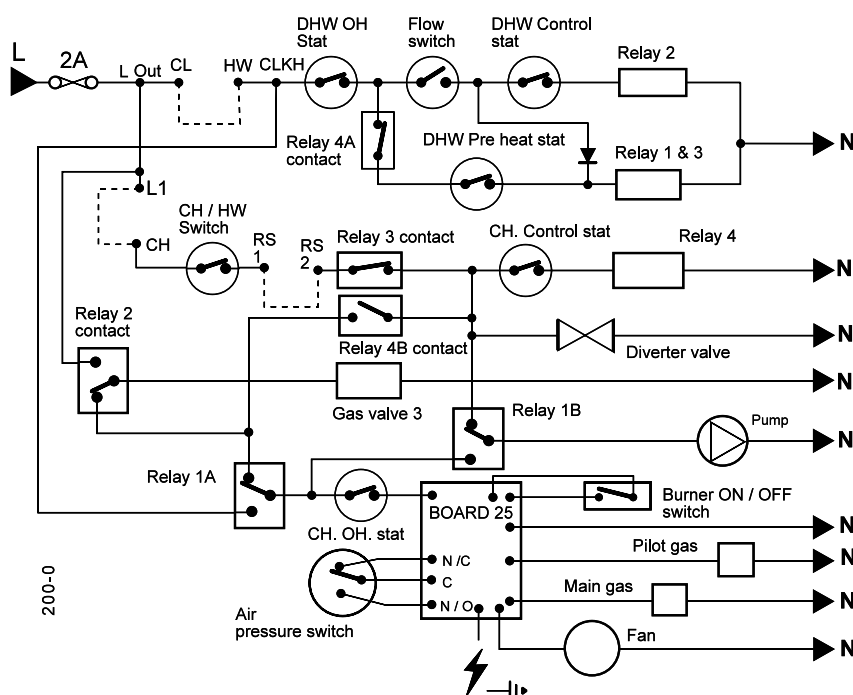 DHW OH
Stat
Flow
switch
DHW Control
stat
L
2A
L Out
CL
HW
CLKH
Relay 2
Relay 4A
contact
DHW Pre heat stat
Relay 1 & 3
N
L1
CH
CH / HW
Switch
RS
1
RS
2
Relay 3 contact
CH. Control stat
Relay 4
N
Relay 2
contact
Relay 4B contact
Diverter valve
N
Gas valve 3
N
Relay 1B
Pump
N
Relay 1A
CH. OH. stat
BOARD 25
Burner ON / OFF
switch
N
N /C
C
N / O
Pilot gas
N
Main gas
N
Air
pressure switch
Fan
N
200-0